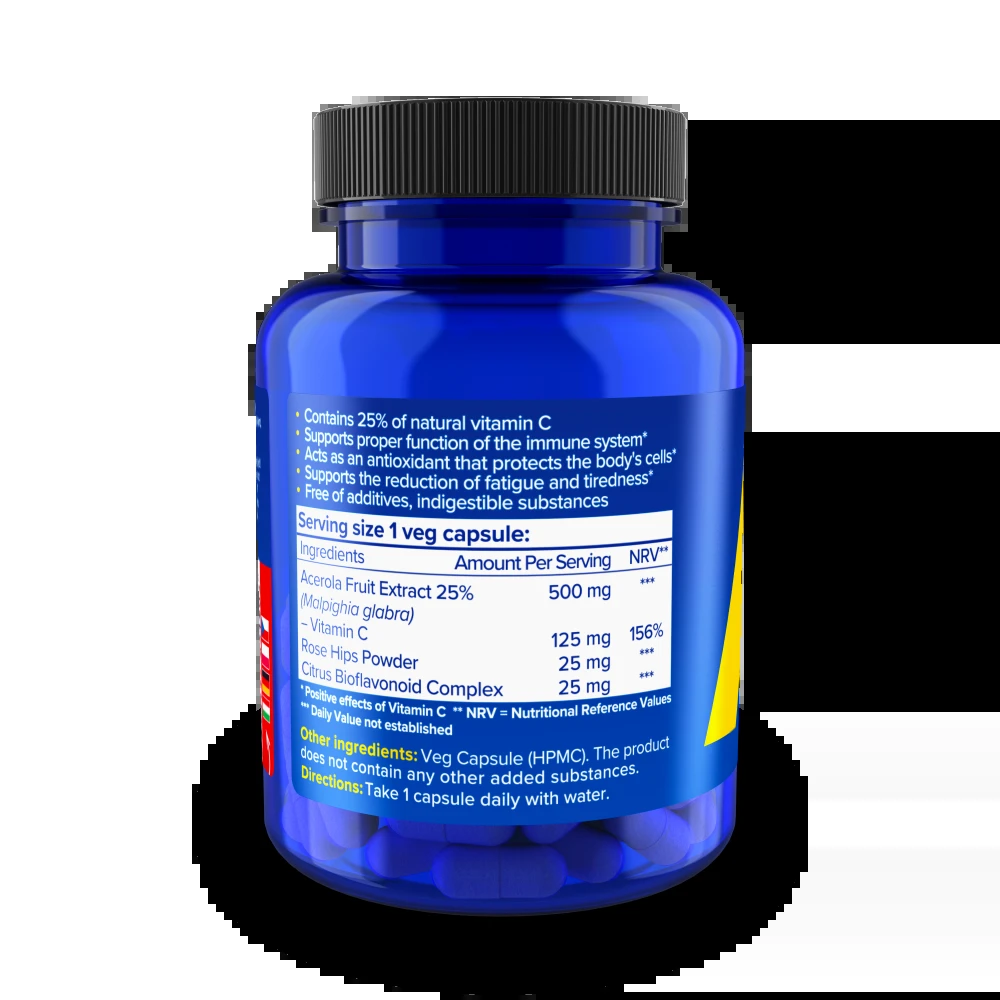 • Contains 25% of natural vitamin C
• Supports proper function of the immune system*
• Acts as an antioxidant that protects the body's cells*
• Supports the reduction of fatigue and tiredness*
• Free of additives, indigestible substances
Serving size 1 veg capsule:
Ingredients Amount Per Serving NRV**
Acerola Fruit Extract 25% 500 mg ***
(Malpighia glabra)
– Vitamin C 125 mg 156%
Rose Hips Powder 25 mg ***
Citrus Bioflavonoid Complex 25 mg ***
* Positive effects of Vitamin C ** NRV = Nutritional Reference Values
*** Daily Value not established
Other ingredients: Veg Capsule (HPMC). The product
does not contain any other added substances.
Directions: Take 1 capsule daily with water.